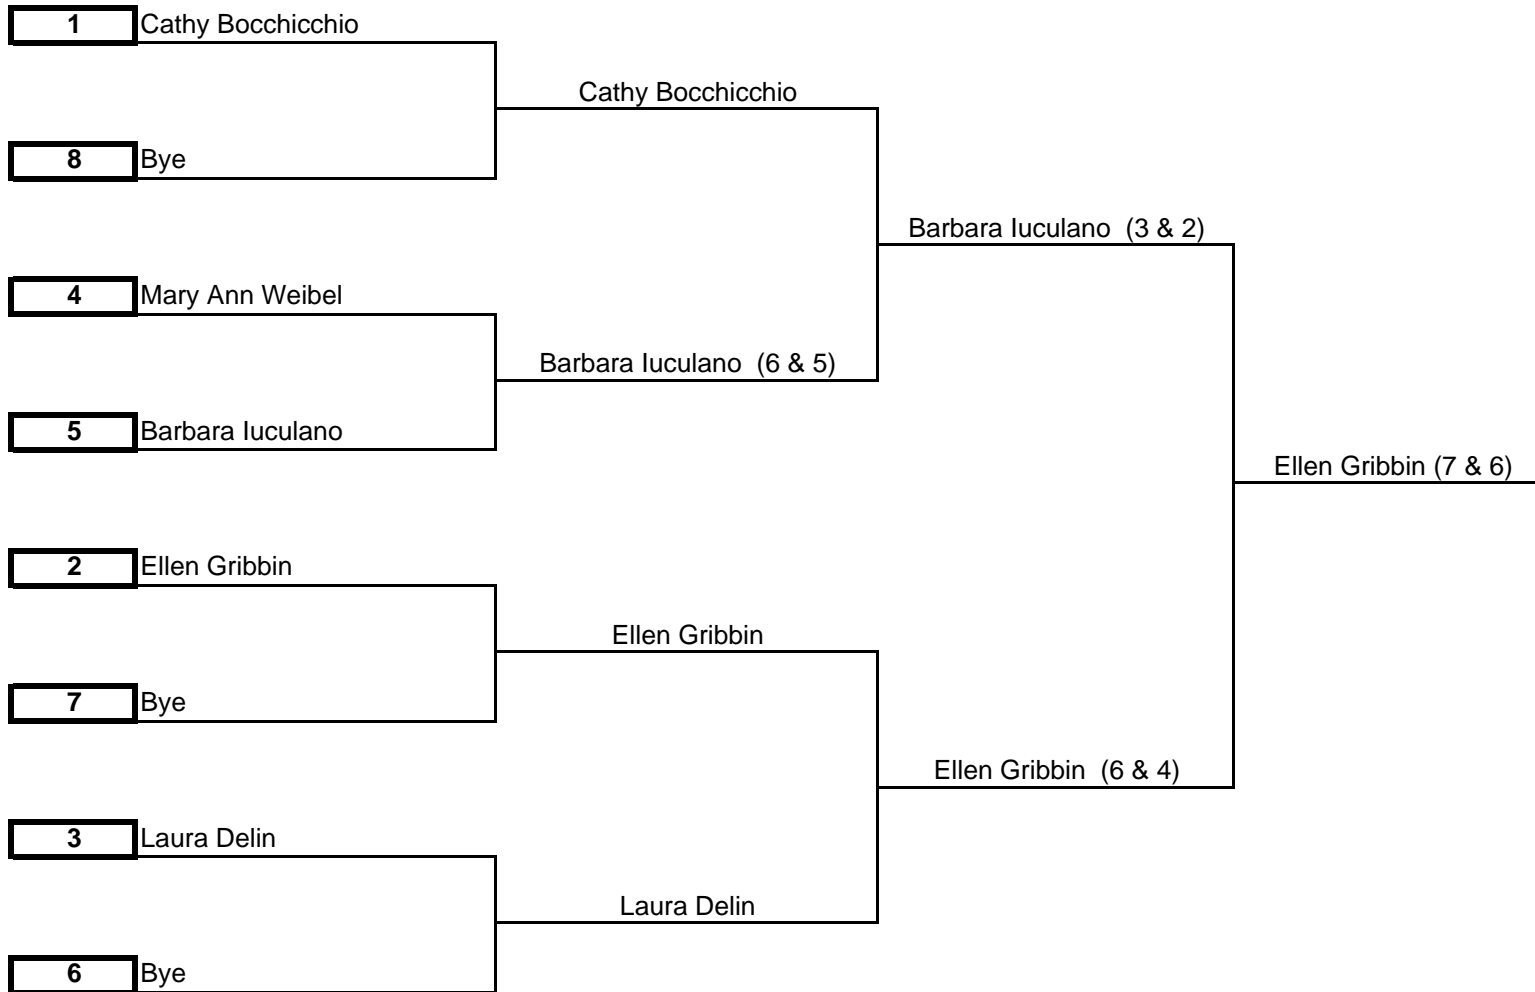 1 Cathy Bocchicchio
Cathy Bocchicchio
8 Bye
Barbara Iuculano (3 & 2)
4 Mary Ann Weibel
Barbara Iuculano (6 & 5)
5 Barbara Iuculano
Ellen Gribbin (7 & 6)
2 Ellen Gribbin
Ellen Gribbin
7 Bye
Ellen Gribbin (6 & 4)
3 Laura Delin
Laura Delin
6 Bye